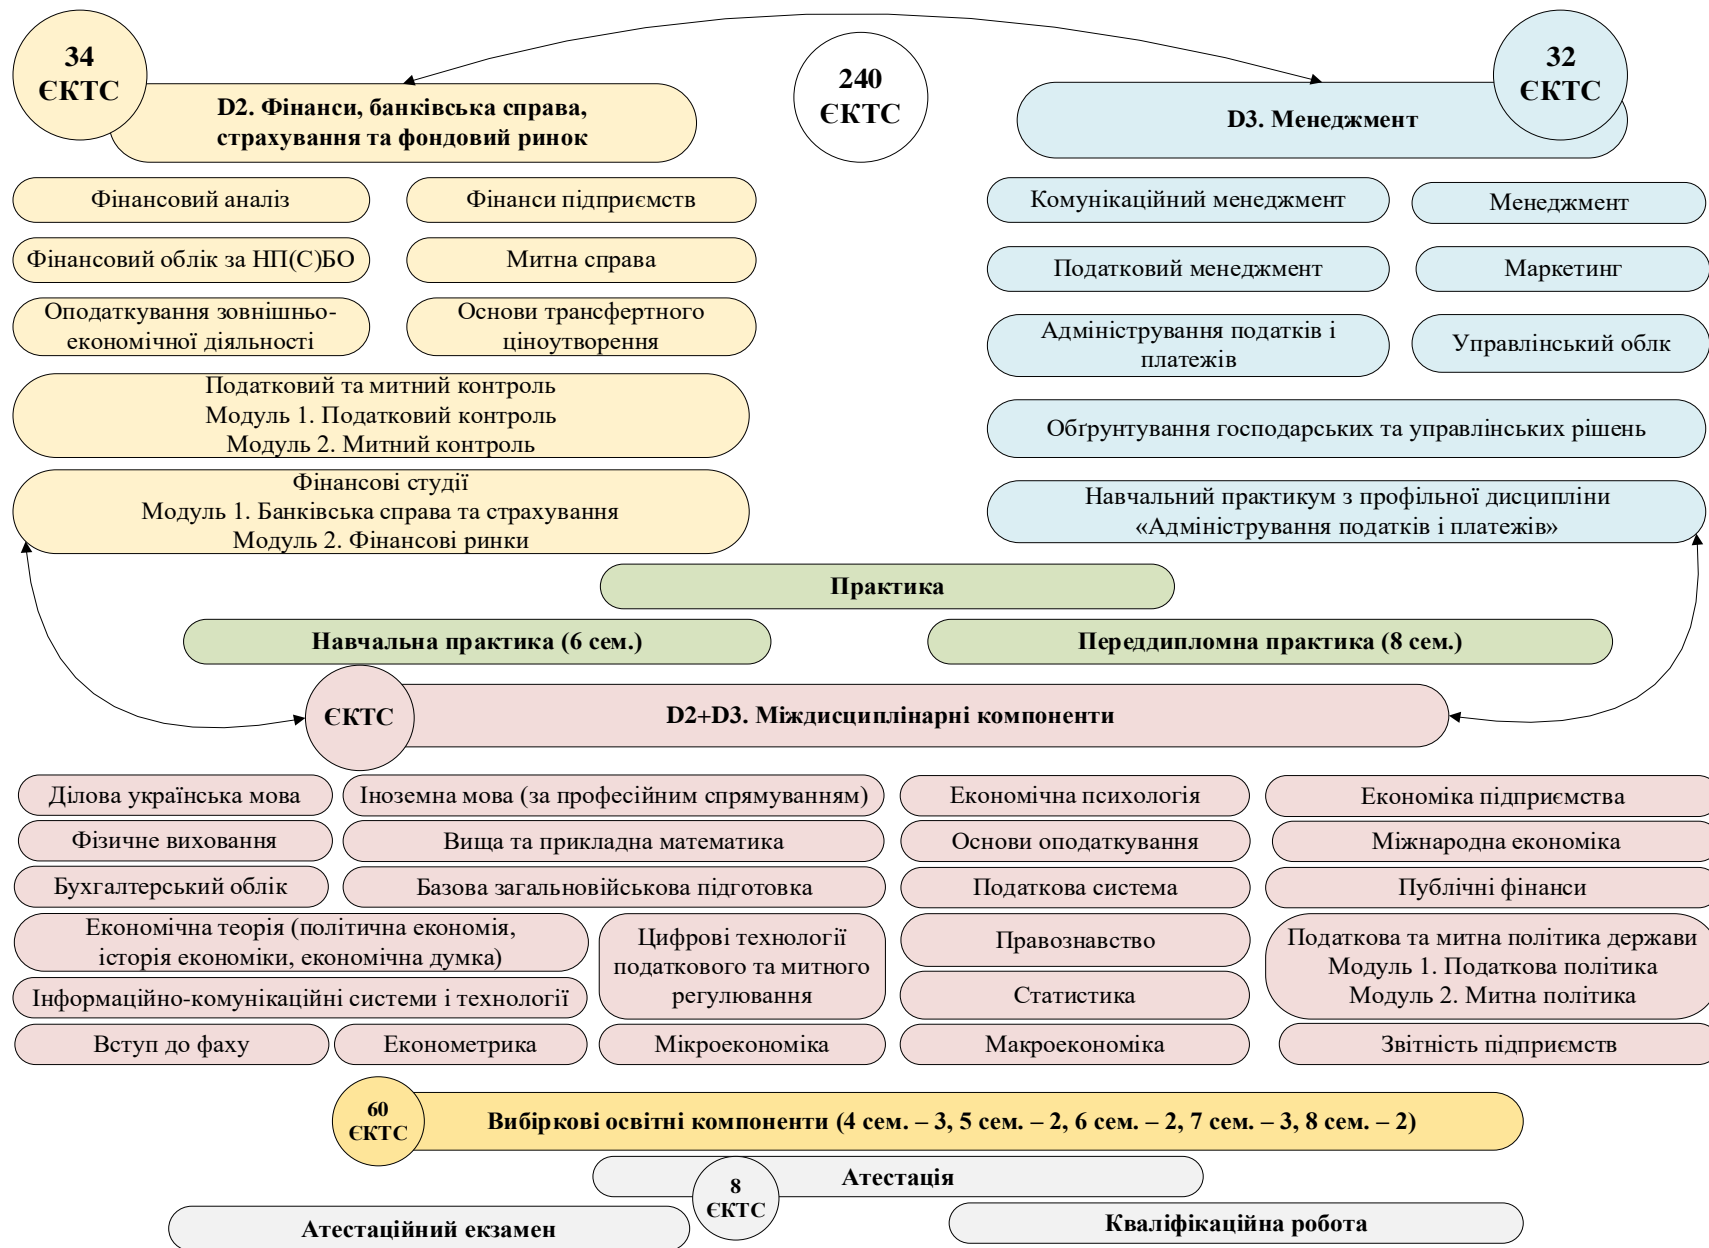 34
ЄКТС
240
ЄКТС
32
ЄКТС
D2. Фінанси, банківська справа,
страхування та фондовий ринок
D3. Менеджмент
Фінансовий аналіз
Фінанси підприємств
Комунікаційний менеджмент
Менеджмент
Фінансовий облік за НП(С)БО
Митна справа
Податковий менеджмент
Маркетинг
Оподаткування зовнішньо-
економічної діяльності
Основи трансфертного
ціноутворення
Адміністрування податків і
платежів
Управлінський облк
Податковий та митний контроль
Модуль 1. Податковий контроль
Модуль 2. Митний контроль
Обґрунтування господарських та управлінських рішень
Фінансові студії
Модуль 1. Банківська справа та страхування
Модуль 2. Фінансові ринки
Навчальний практикум з профільної дисципліни
«Адміністрування податків і платежів»
Практика
Навчальна практика (6 сем.)
Переддипломна практика (8 сем.)
ЄКТС
D2+D3. Міждисциплінарні компоненти
Ділова українська мова
Іноземна мова (за професійним спрямуванням)
Економічна психологія
Економіка підприємства
Фізичне виховання
Вища та прикладна математика
Основи оподаткування
Міжнародна економіка
Бухгалтерський облік
Базова загальновійськова підготовка
Податкова система
Публічні фінанси
Економічна теорія (політична економія,
історія економіки, економічна думка)
Цифрові технології
податкового та митного
регулювання
Правознавство
Податкова та митна політика держави
Модуль 1. Податкова політика
Модуль 2. Митна політика
Інформаційно-комунікаційні системи і технології
Статистика
Вступ до фаху
Економетрика
Мікроекономіка
Макроекономіка
Звітність підприємств
60
ЄКТС
Вибіркові освітні компоненти (4 сем. – 3, 5 сем. – 2, 6 сем. – 2, 7 сем. – 3, 8 сем. – 2)
Атестація
8
ЄКТС
Атестаційний екзамен
Кваліфікаційна робота